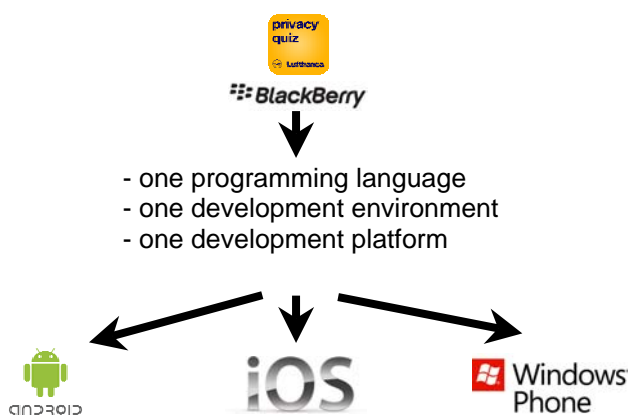 privacy
quiz
Lufthansa
BlackBerry
- one programming language
- one development environment
- one development platform
ANDROID
iOS
Windows
Phone